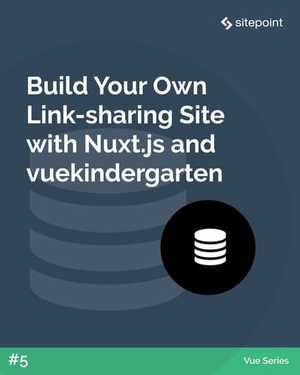 sitepoint
Build Your Own
Link-sharing Site
with Nuxt.js and
vuekindergarten
#5
Vue Series